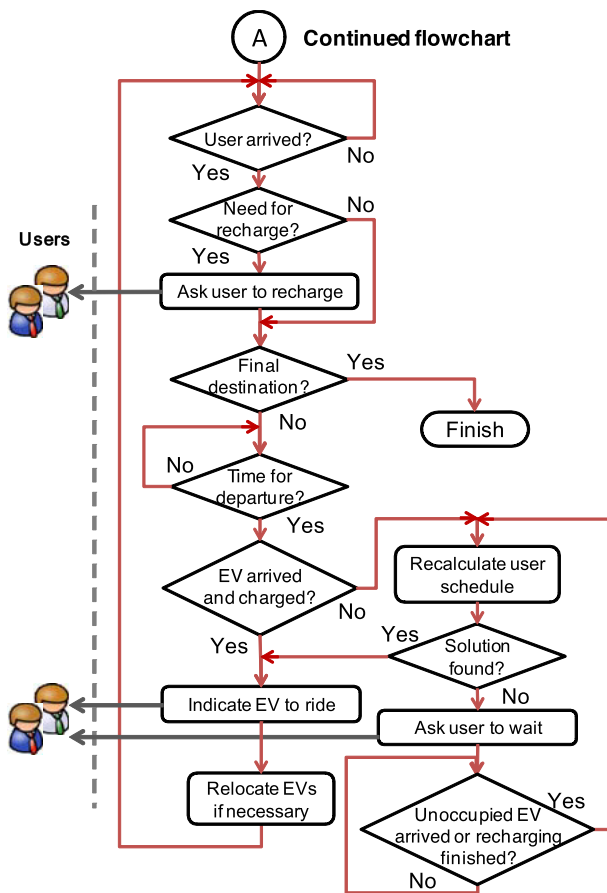 A
Continued flowchart
User arrived?
No
Yes
Need for
recharge?
No
Yes
Users
Ask user to recharge
Final
destination?
Yes
No
Finish
No
Time for
departure?
Yes
EV arrived
and charged?
No
Yes
Recalculate user
schedule
Yes
Solution
found?
No
Indicate EV to ride
Ask user to wait
Relocate EVs
if necessary
Unoccupied EV
arrived or recharging
finished?
Yes
No